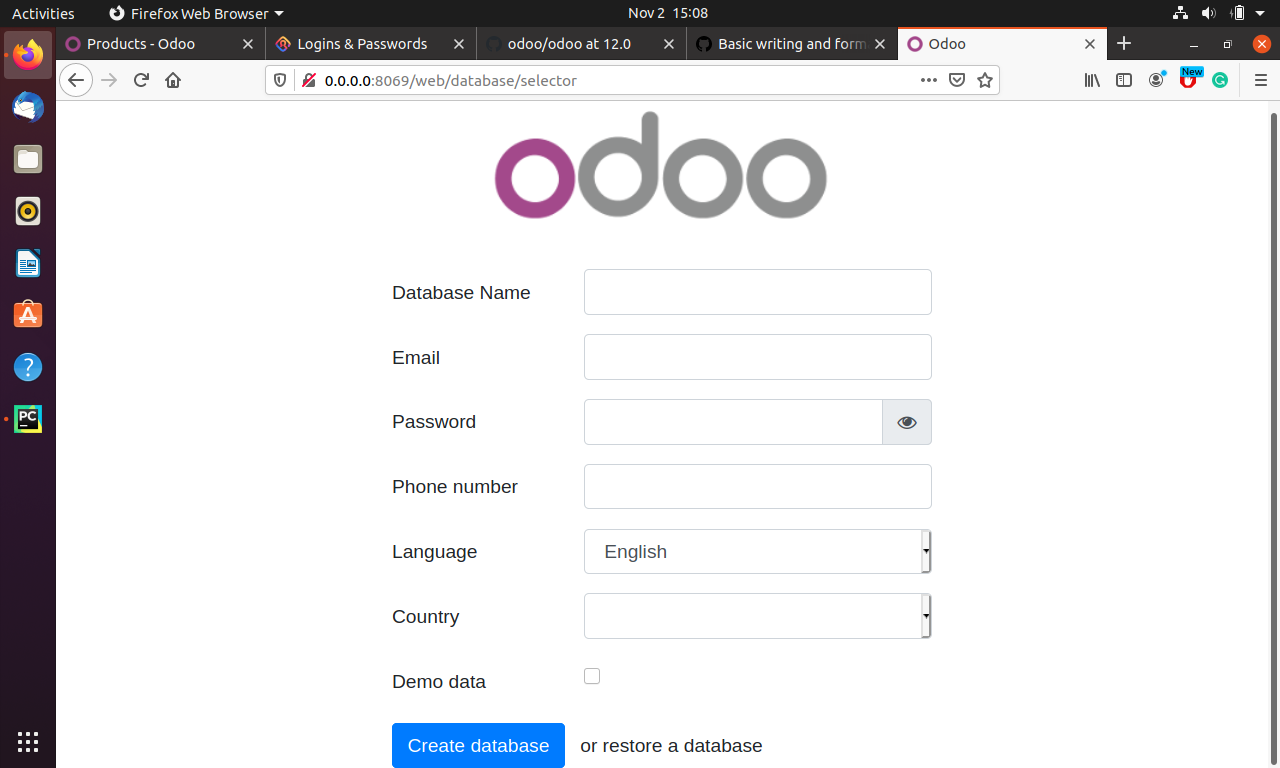 Activities Firefox Web Browser Nov 2 15:08
Products - Odoo Logins & Passwords odoo/odoo at 12.0 Basic writing and form Odoo
0.0.0.0:8069/web/database/selector New
odoo
Database Name
Email
Password
Phone number
Language English
Country
Demo data
Create database or restore a database
PC